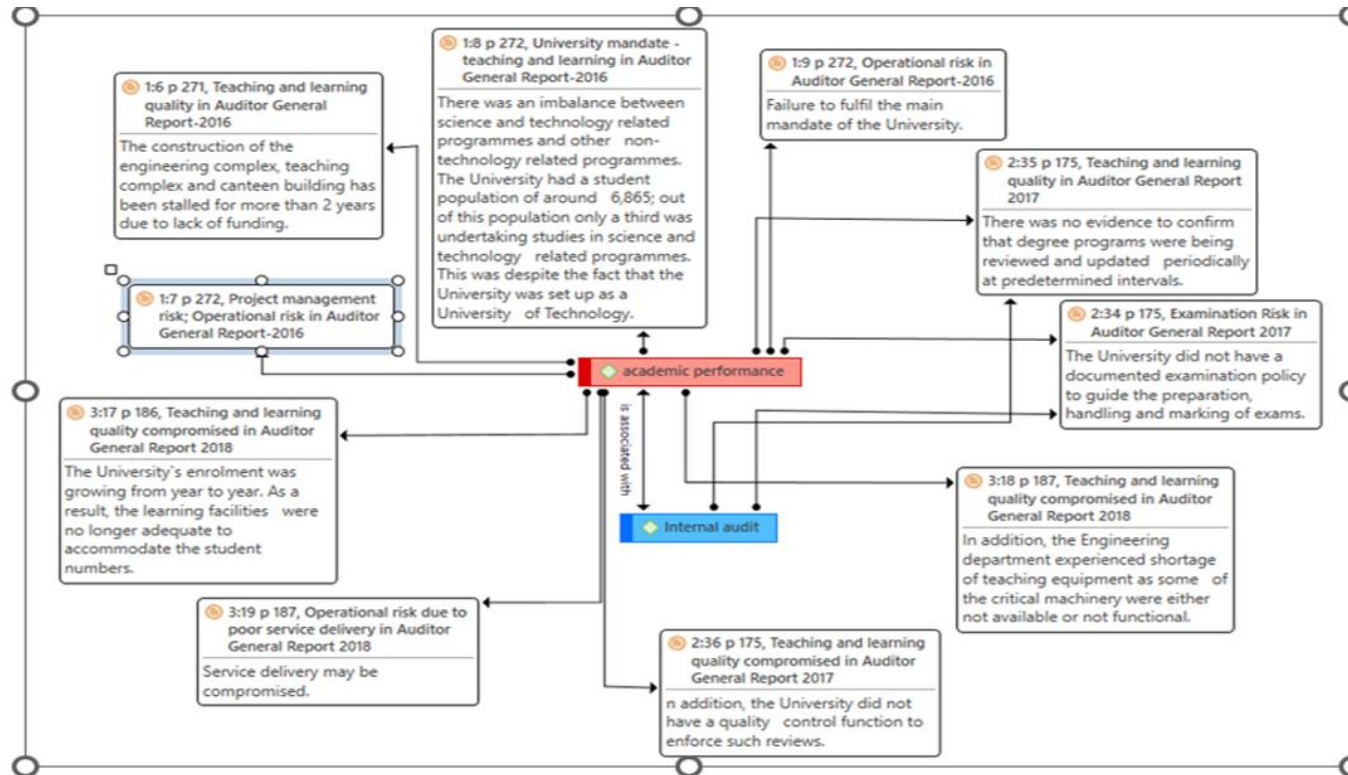 1:8 p 272, University mandate -
teaching and learning in Auditor
General Report-2016
There was an imbalance between
science and technology related
programmes and other non-
technology related programmes.
The University had a student
population of around 6,865; out
of this population only a third was
undertaking studies in science and
technology related programmes.
This was despite the fact that the
University was set up as a
University of Technology.
1:9 p 272, Operational risk in
Auditor General Report-2016
Failure to fulfil the main
mandate of the University.
1:6 p 271, Teaching and learning
quality in Auditor General
Report-2016
The construction of the
engineering complex, teaching
complex and canteen building has
been stalled for more than 2 years
due to lack of funding.
2:35 p 175, Teaching and learning
quality in Auditor General Report
2017
There was no evidence to confirm
that degree programs were being
reviewed and updated periodically
at predetermined intervals.
1:7 p 272, Project management
risk; Operational risk in Auditor
General Report-2016
2:34 p 175, Examination Risk in
Auditor General Report 2017
The University did not have a
documented examination policy
to guide the preparation,
handling and marking of exams.
academic performance
is associated with
Internal audit
3:17 p 186, Teaching and learning
quality compromised in Auditor
General Report 2018
The University`s enrolment was
growing from year to year. As a
result, the learning facilities were
no longer adequate to
accommodate the student
numbers.
3:18 p 187, Teaching and learning
quality compromised in Auditor
General Report 2018
In addition, the Engineering
department experienced shortage
of teaching equipment as some of
the critical machinery were either
not available or not functional.
3:19 p 187, Operational risk due to
poor service delivery in Auditor
General Report 2018
Service delivery may be
compromised.
2:36 p 175, Teaching and learning
quality compromised in Auditor
General Report 2017
n addition, the University did not
have a quality control function to
enforce such reviews.